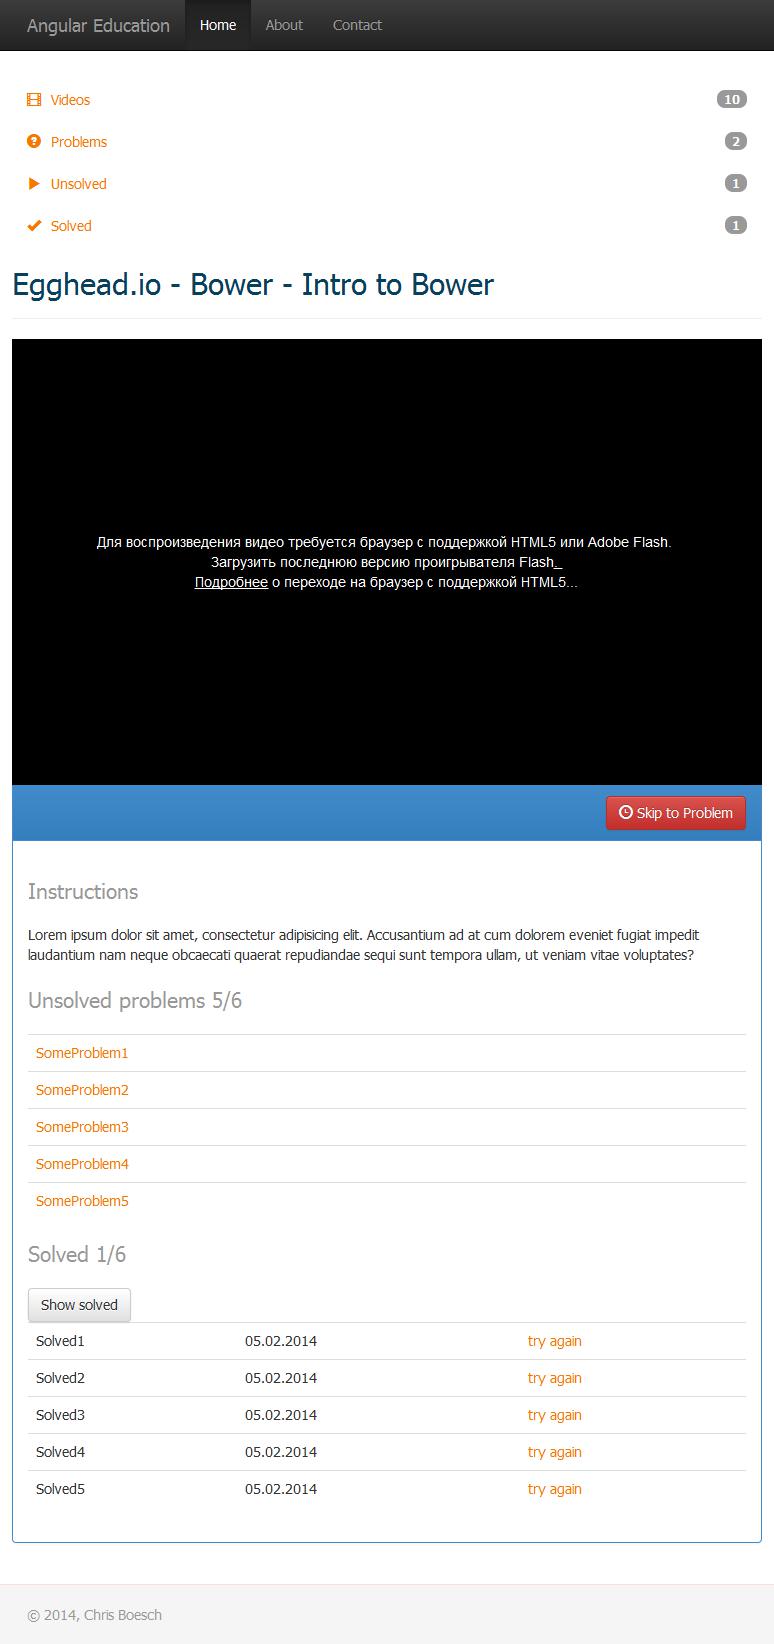 Angular Education Home About Contact
Videos 10
Problems 2
Unsolved 1
Solved 1
Egghead.io - Bower - Intro to Bower
Для воспроизведения видео требуется браузер с поддержкой HTML5 или Adobe Flash.
Загрузить последнюю версию проигрывателя Flash
Подробнее о переходе на браузер с поддержкой HTML5...
Skip to Problem
Instructions
Lorem ipsum dolor sit amet, consectetur adipisicing elit. Accusantium ad at cum dolorem eveniet fugiat impedit
laudantium nam neque obcaecati quaerat repudiandae sequi sunt tempora ullam, ut veniam vitae voluptates?
Unsolved problems 5/6
SomeProblem1
SomeProblem2
SomeProblem3
SomeProblem4
SomeProblem5
Solved 1/6
Show solved
Solved1 05.02.2014 try again
Solved2 05.02.2014 try again
Solved3 05.02.2014 try again
Solved4 05.02.2014 try again
Solved5 05.02.2014 try again
© 2014, Chris Boesch